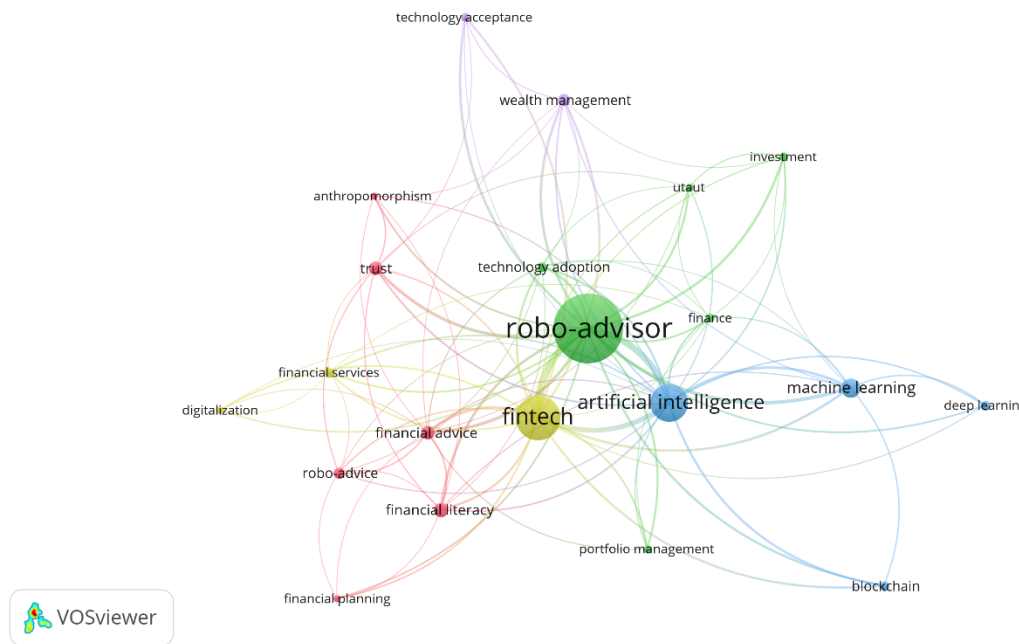 technology acceptance
wealth management
investment
utaut
anthropomorphism
trust
technology adoption
robo-advisor
finance
financial services
machine learning
artificial intelligence
digitalization
deep learnin
fintech
financial advice
robo-advice
financial literacy
portfolio management
blockchain
financial planning
VOSviewer